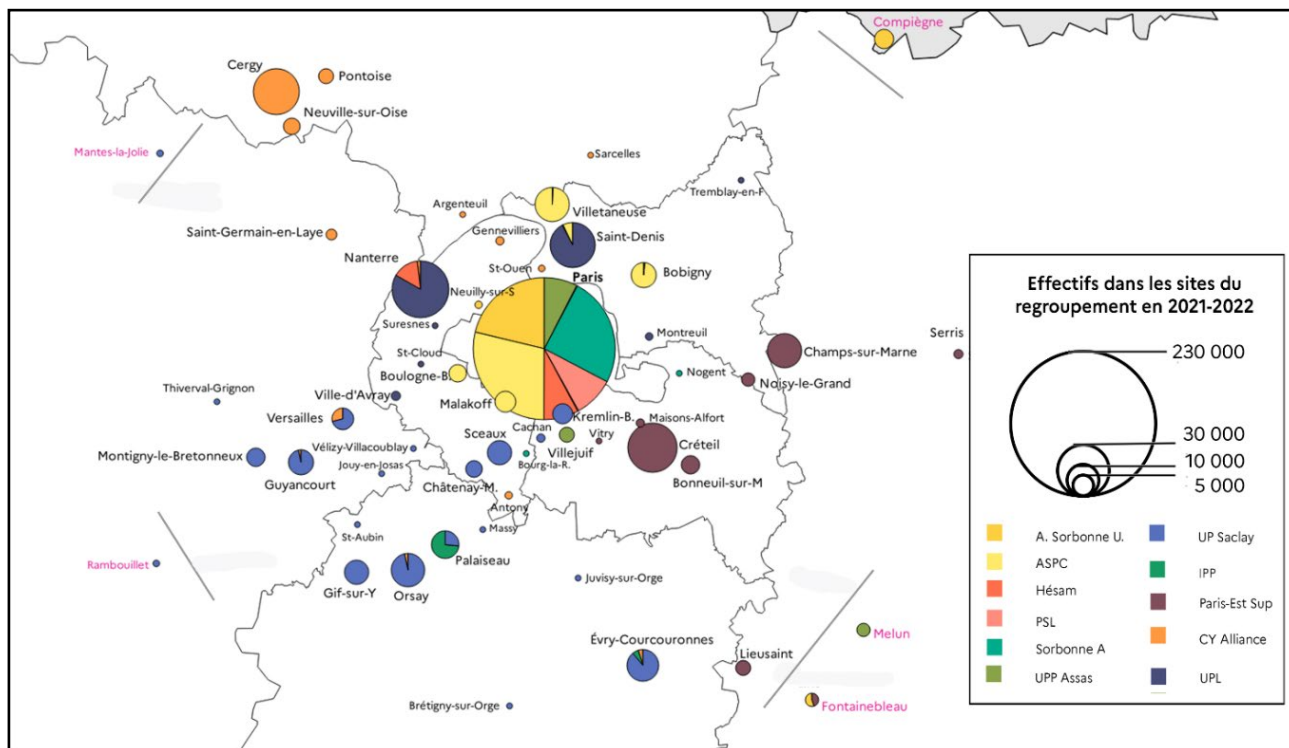 Compiègne
Cergy
Pontoise
Neuville-sur-Oise
Mantes-la-Jolie
Sarcelles
Tremblay-en-F
Argenteuil
Villetaneuse
Saint-Germain-en-Laye
Gennevilliers
Saint-Denis
Nanterre
St-Ouen
Paris
Bobigny
Neuilly-sur-S
Suresnes
Montreuil
Serris
St-Cloud
Champs-sur-Marne
Boulogne-B.
Nogent
Noisy-le-Grand
Thiverval-Grignon
Ville-d'Avray
Malakoff
Versailles
Kremlin-B.
Maisons-Alfort
Cachan
Vitry
Sceaux
Villejuif
Créteil
Vélizy-Villacoublay
Montigny-le-Bretonneux
Bourg-la-R.
Jouy-en-Josas
Guyancourt
Châtenay-M.
Bonneuil-sur-M
Antony
St-Aubin
Massy
Palaiseau
Rambouillet
Gif-sur-Y
Orsay
Juvisy-sur-Orge
Évry-Courcouronnes
Melun
Lieusaint
Brétigny-sur-Orge
Fontainebleau
Effectifs dans les sites du
regroupement en 2021-2022
230 000
30 000
10 000
5 000
A. Sorbonne U.
ASPC
Hésam
PSL
Sorbonne A
UPP Assas
UP Saclay
IPP
Paris-Est Sup
CY Alliance
UPL